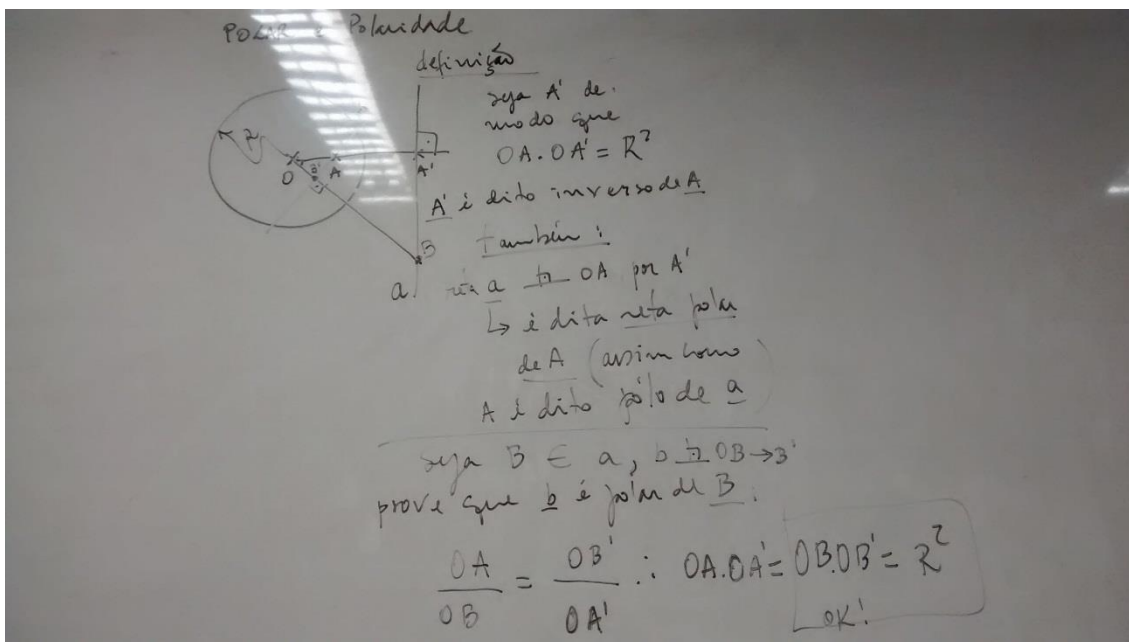 POLAR e Polaridade
definição
seja A' de
modo que
OA.OA' = R²
R
O
B'
A
A'
A' é dito inverso de A
também:
B
a
reta a ⊥ OA por A'
↳ é dita reta polar
de A (assim como
A é dito pólo de a)
seja B ∈ a, b ⊥ OB → B'
prove que b é polar de B.
OA/OB = OB'/OA' ∴ OA.OA' = OB.OB' = R²
OK!